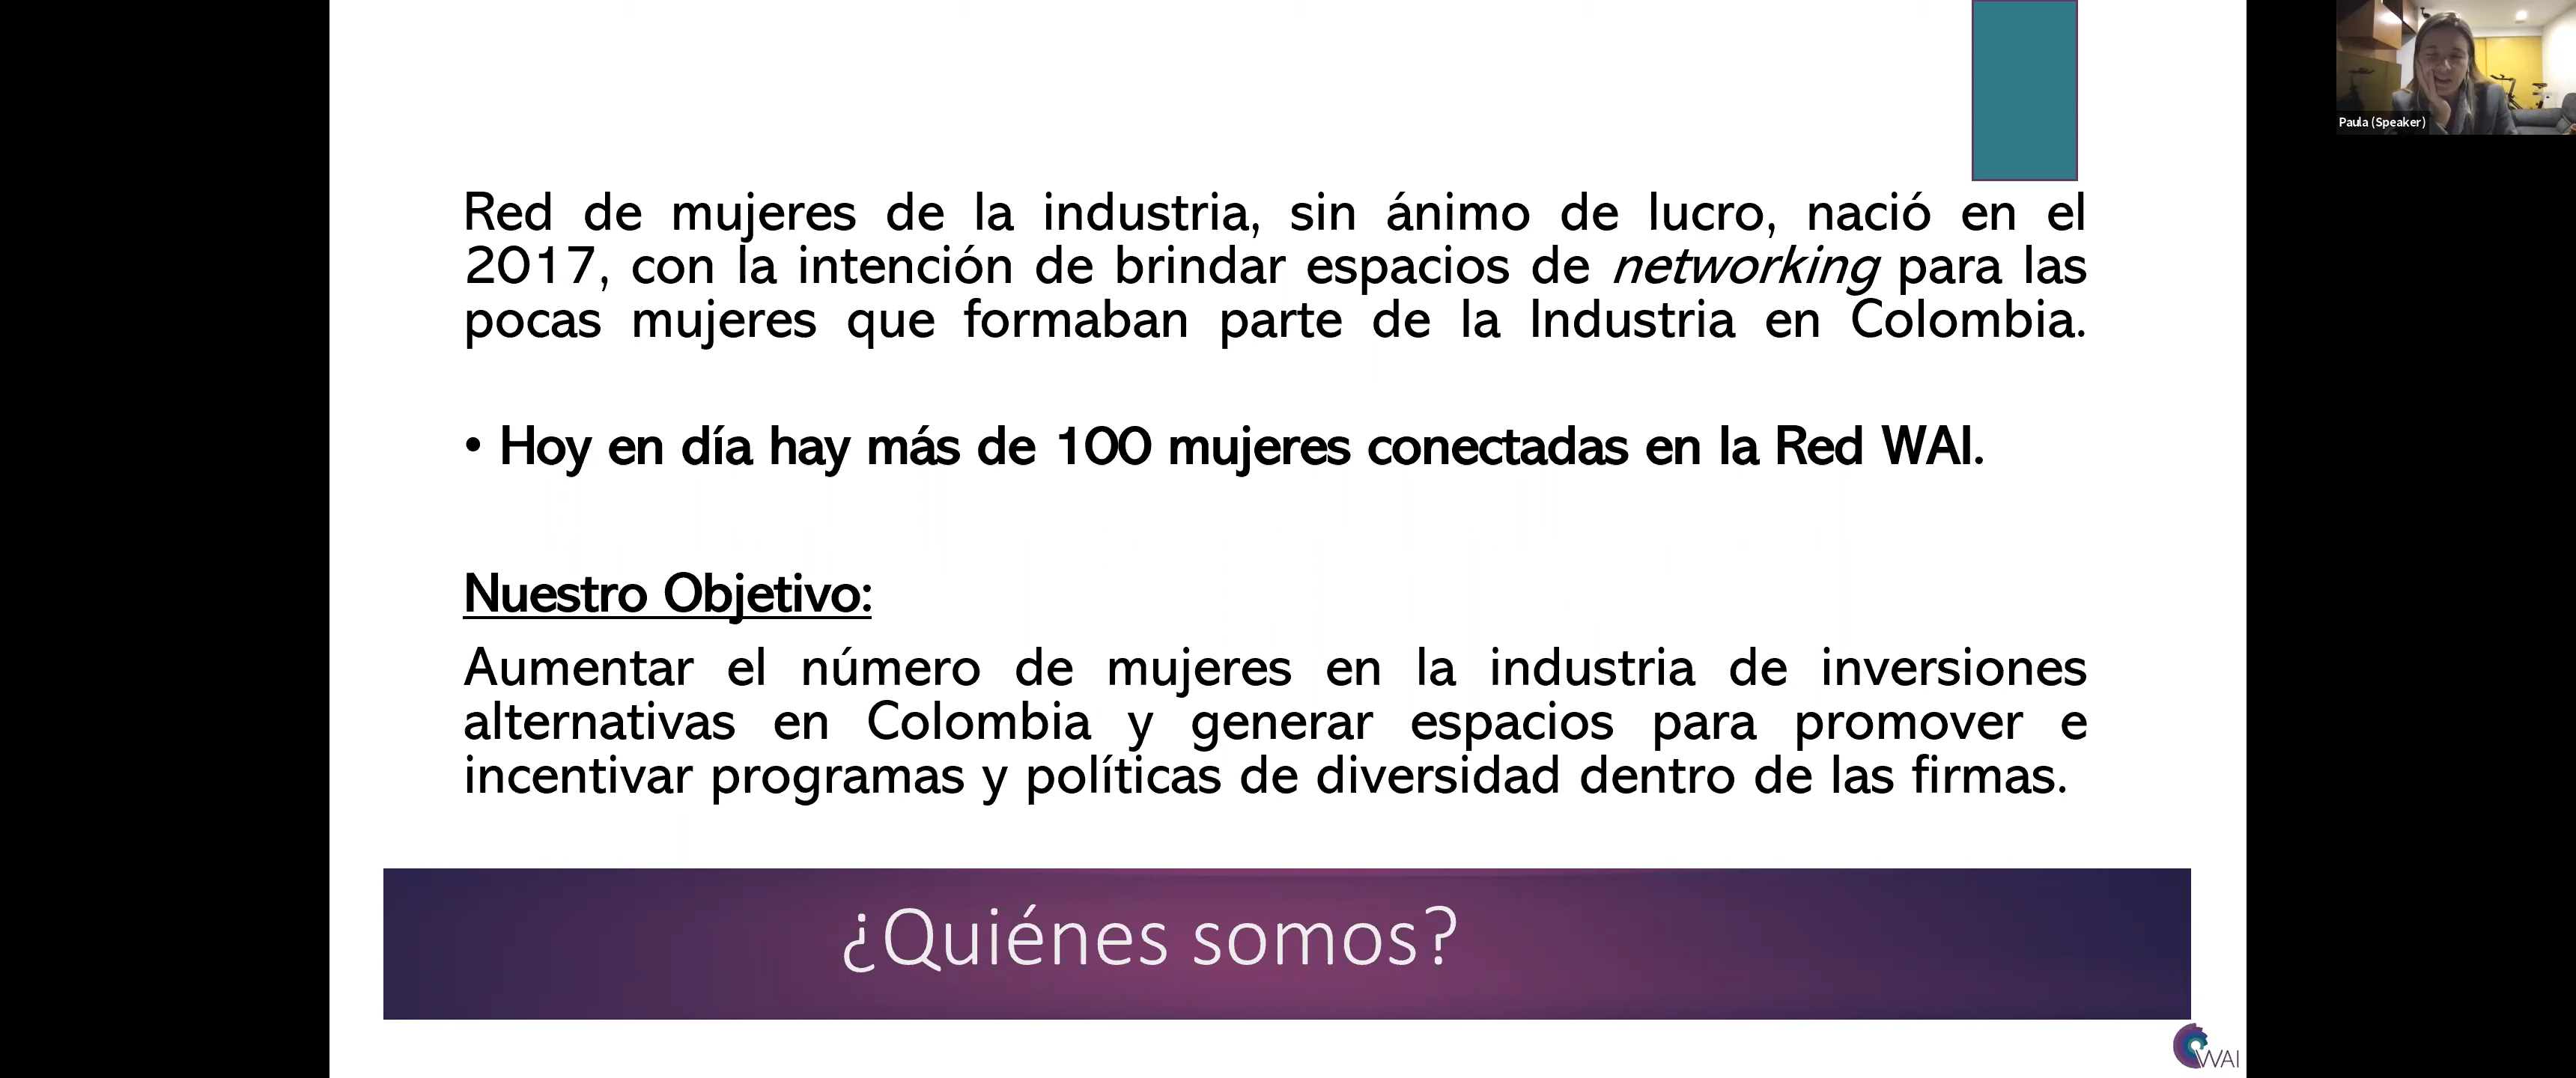 Red de mujeres de la industria, sin ánimo de lucro, nació en el
2017, con la intención de brindar espacios de networking para las
pocas mujeres que formaban parte de la Industria en Colombia.
• Hoy en día hay más de 100 mujeres conectadas en la Red WAI.
Nuestro Objetivo:
Aumentar el número de mujeres en la industria de inversiones
alternativas en Colombia y generar espacios para promover e
incentivar programas y políticas de diversidad dentro de las firmas.
¿Quiénes somos?
WAI
Paula (Speaker)